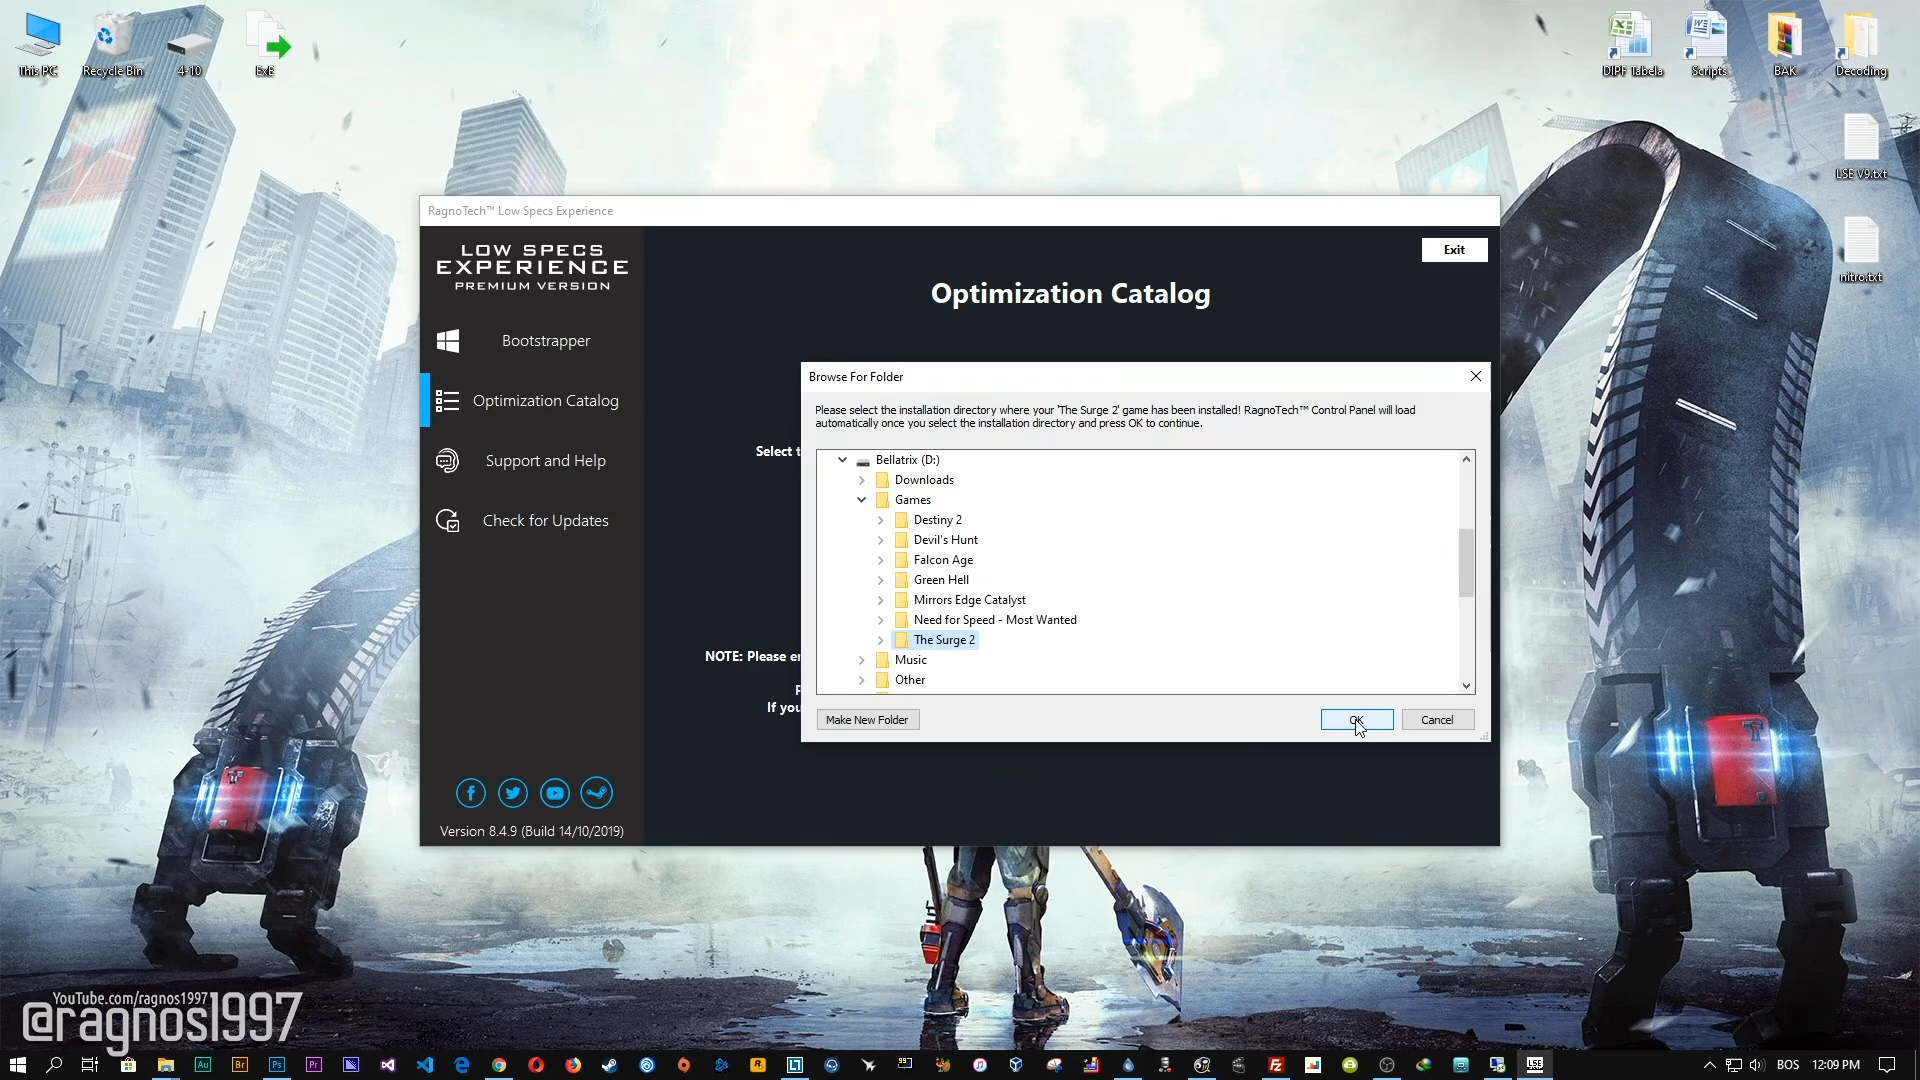 This PC
Recycle Bin
4-10
ExE
DIPF Tabela
Scripts
BAK
Decoding
LSE V9.txt
nitro.txt
RagnoTech™ Low Specs Experience
LOW SPECS
EXPERIENCE
PREMIUM VERSION
Bootstrapper
Optimization Catalog
Support and Help
Check for Updates
Version 8.4.9 (Build 14/10/2019)
Exit
Optimization Catalog
Select t
NOTE: Please er
If you
Browse For Folder
Please select the installation directory where your 'The Surge 2' game has been installed! RagnoTech™ Control Panel will load
automatically once you select the installation directory and press OK to continue.
Bellatrix (D:)
Downloads
Games
Destiny 2
Devil's Hunt
Falcon Age
Green Hell
Mirrors Edge Catalyst
Need for Speed - Most Wanted
The Surge 2
Music
Other
Make New Folder
OK
Cancel
YouTube.com/ragnos1997
@ragnos1997
Au
Br
Ps
Pr
LSE
BOS
12:09 PM